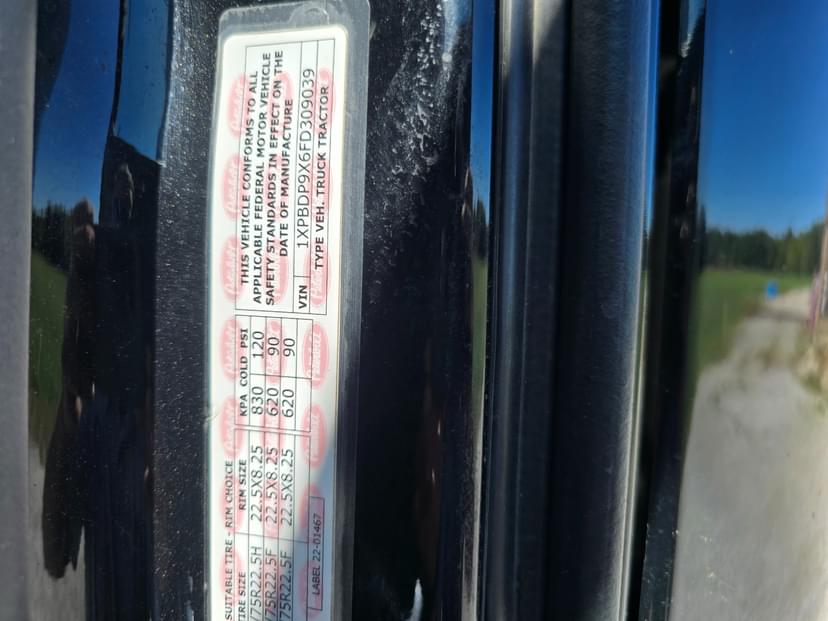 SUITABLE TIRE - RIM CHOICE
TIRE SIZE RIM SIZE KPA COLD PSI
/75R22.5H 22.5X8.25 830 120
/75R22.5F 22.5X8.25 620 90
/75R22.5F 22.5X8.25 620 90
LABEL 22-01467
THIS VEHICLE CONFORMS TO ALL
APPLICABLE FEDERAL MOTOR VEHICLE
SAFETY STANDARDS IN EFFECT ON THE
DATE OF MANUFACTURE
VIN 1XPBDP9X6FD309039
TYPE VEH. TRUCK TRACTOR